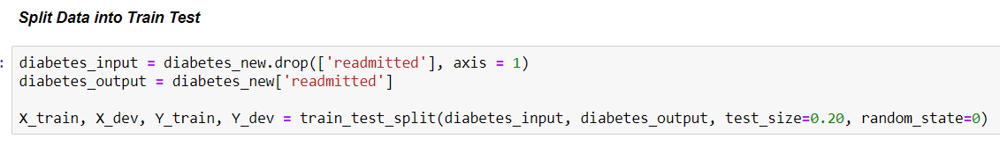 Split Data into Train Test
: diabetes_input = diabetes_new.drop(['readmitted'], axis = 1)
diabetes_output = diabetes_new['readmitted']
X_train, X_dev, Y_train, Y_dev = train_test_split(diabetes_input, diabetes_output, test_size=0.20, random_state=0)